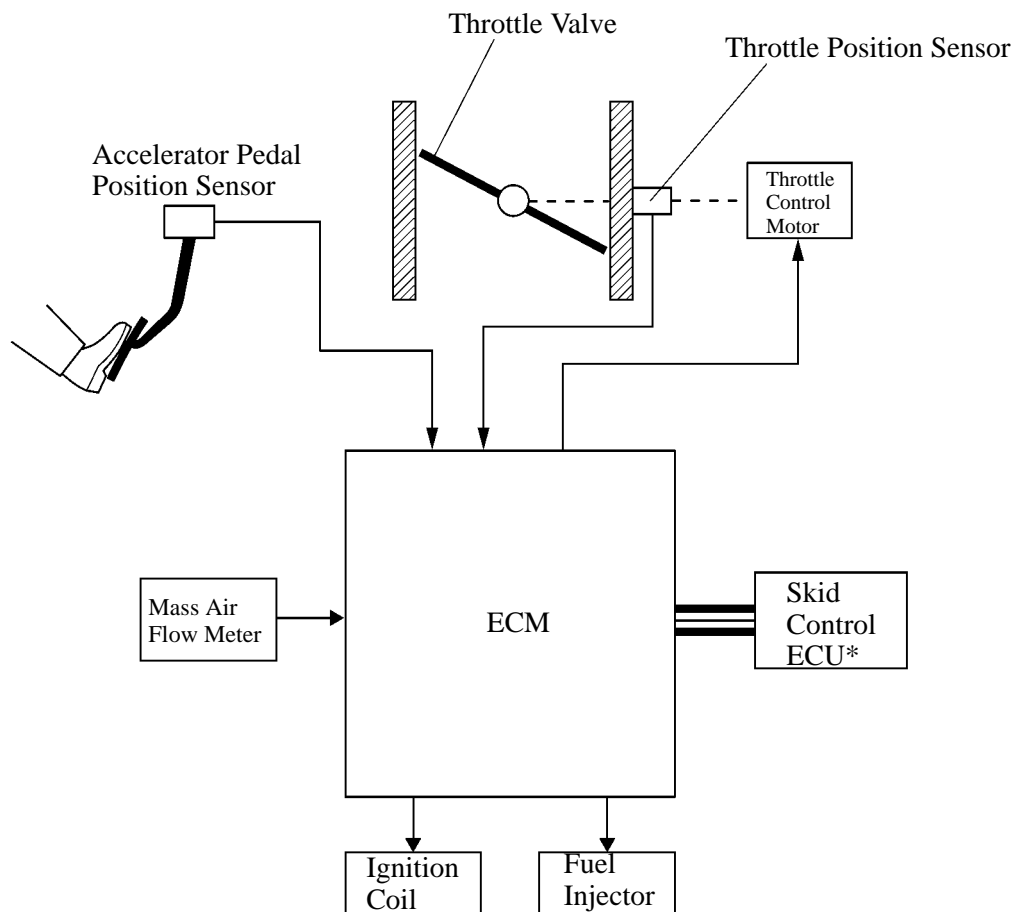 Throttle Valve
Throttle Position Sensor
Accelerator Pedal
Position Sensor
Throttle
Control
Motor
Mass Air
Flow Meter
ECM
Skid
Control
ECU*
Ignition
Coil
Fuel
Injector